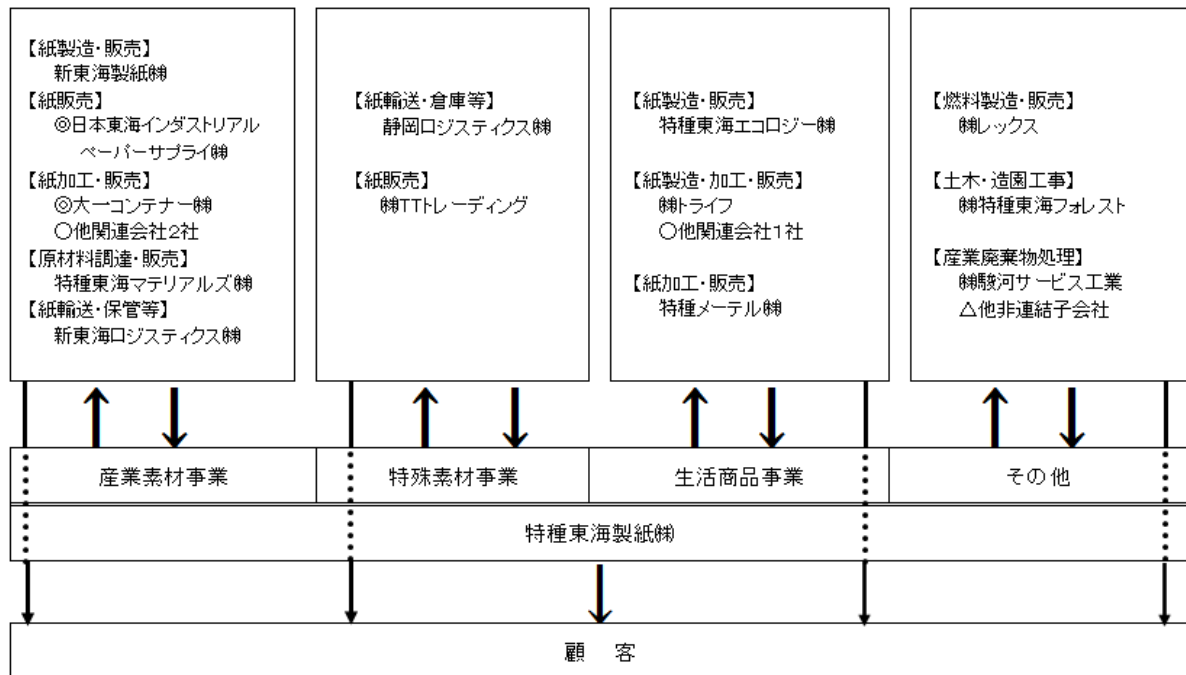 【紙製造・販売】
新東海製紙㈱
【紙販売】
◎日本東海インダストリアル
ペーパーサプライ㈱
【紙加工・販売】
◎大一コンテナー㈱
○他関連会社2社
【原材料調達・販売】
特種東海マテリアルズ㈱
【紙輸送・保管等】
新東海ロジスティクス㈱
【紙輸送・倉庫等】
静岡ロジスティクス㈱
【紙販売】
㈱TTトレーディング
【紙製造・販売】
特種東海エコロジー㈱
【紙製造・加工・販売】
㈱トライフ
○他関連会社1社
【紙加工・販売】
特種メーテル㈱
【燃料製造・販売】
㈱レックス
【土木・造園工事】
㈱特種東海フォレスト
【産業廃棄物処理】
㈱駿河サービス工業
△他非連結子会社
産業素材事業
特殊素材事業
生活商品事業
その他
特種東海製紙㈱
顧 客